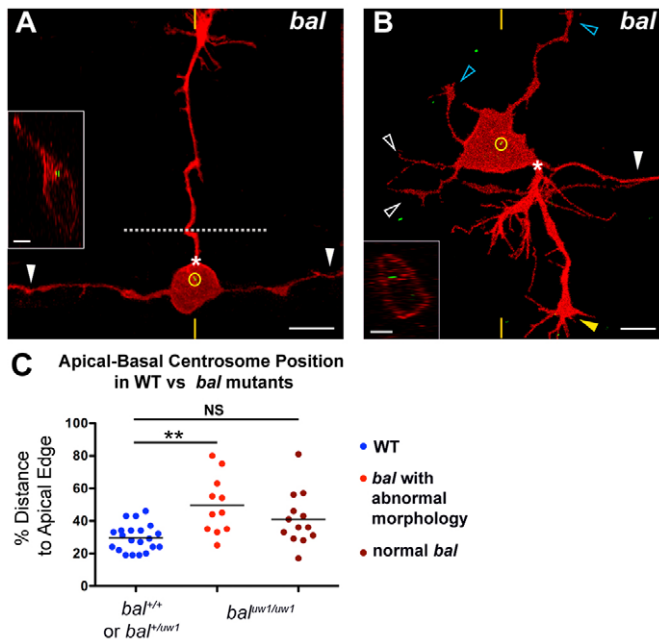 A
bal
*
B
bal
*
C
Apical-Basal Centrosome Position
in WT vs bal mutants
NS
**
100
80
60
40
20
0
% Distance
to Apical Edge
WT
bal with
abnormal
morphology
normal bal
bal+/+
or bal+/uw1
baluw1/uw1